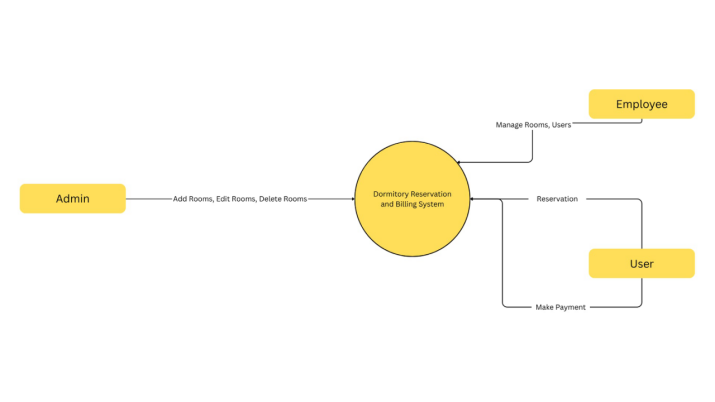 Employee
Manage Rooms, Users
Admin
Add Rooms, Edit Rooms, Delete Rooms
Dormitory Reservation
and Billing System
Reservation
User
Make Payment